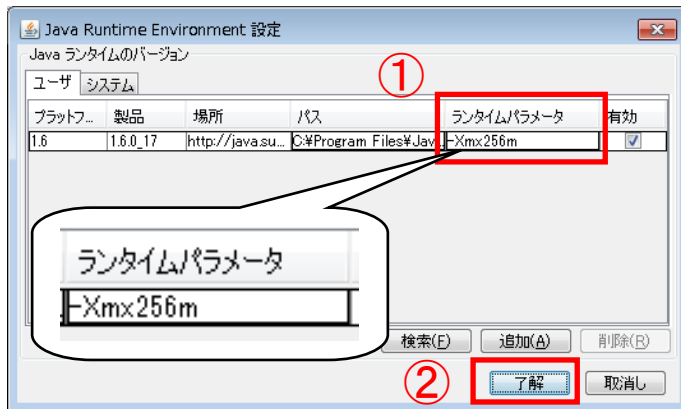 Java Runtime Environment 設定
Java ランタイムのバージョン
①
ユーザ システム
プラットフ... 製品 場所 パス ランタイムパラメータ 有効
1.6 1.6.0_17 http://java.su... C:¥Program Files¥Jav... -Xmx256m
ランタイムパラメータ
-Xmx256m
検索(F) 追加(A) 削除(R)
②
了解 取消し